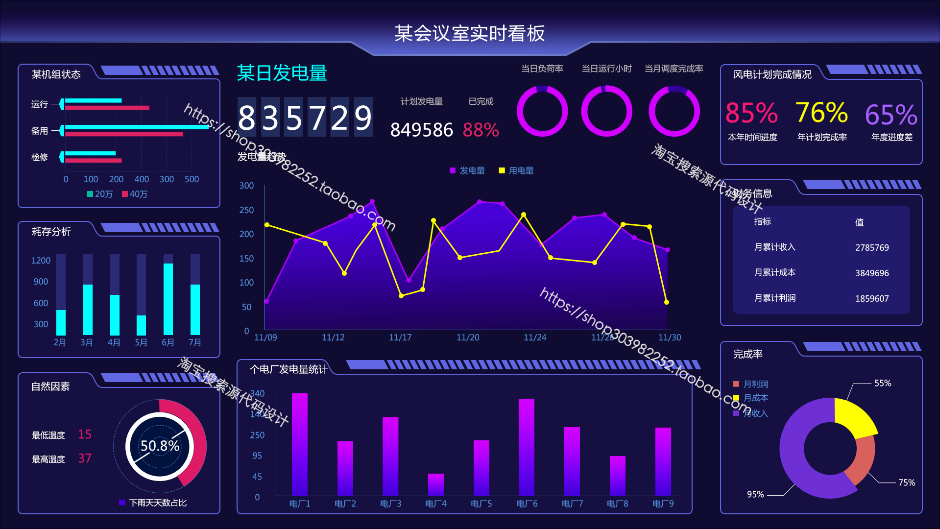 某会议室实时看板
某机组状态
运行
备用
检修
0 100 200 300 500
20万 40万
耗存分析
1200
900
600
300
2月 3月 4月 5月 6月 7月
自然因素
最低温度 15
最高温度 37
50.8%
下雨天天数占比
某日发电量
835729
计划发电量 已完成
849586 88%
当日负荷率 当日运行小时 当月调度完成率
发电量趋势
发电量 用电量
300
250
200
150
100
50
0
11/09 11/12 11/17 11/20 11/24 11/28 11/30
个电厂发电量统计
340
140
250
95
45
0
电厂1 电厂2 电厂3 电厂4 电厂5 电厂6 电厂7 电厂8 电厂9
风电计划完成情况
85% 76% 65%
本年时间进度 年计划完成率 年度进度差
财务信息
指标 值
月累计收入 2785769
月累计成本 3849696
月累计利润 1859607
完成率
月利润
月成本
月收入
55%
75%
95%
https://shop303982252.taobao.com
淘宝搜索源代码设计
https://shop303982252.taobao.com
淘宝搜索源代码设计